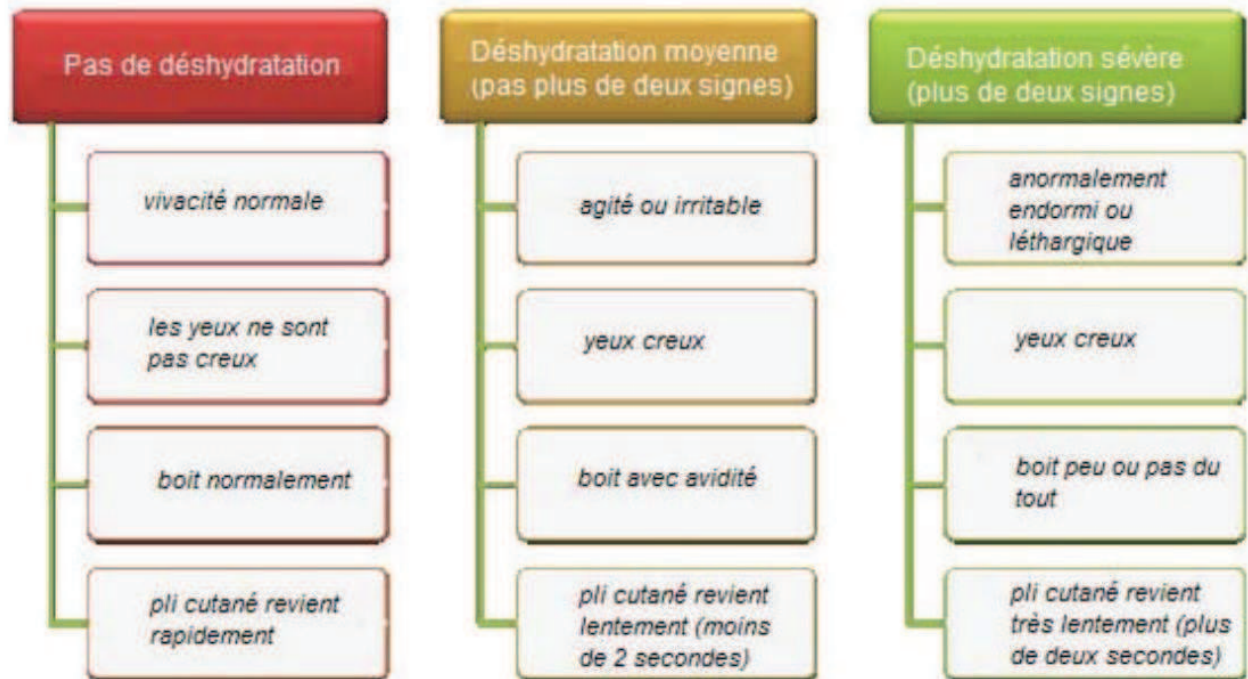 Pas de déshydratation
vivacité normale
les yeux ne sont
pas creux
boit normalement
pli cutané revient
rapidement
Déshydratation moyenne
(pas plus de deux signes)
agité ou irritable
yeux creux
boit avec avidité
pli cutané revient
lentement (moins
de 2 secondes)
Déshydratation sévère
(plus de deux signes)
anormalement
endormi ou
léthargique
yeux creux
boit peu ou pas du
tout
pli cutané revient
très lentement (plus
de deux secondes)